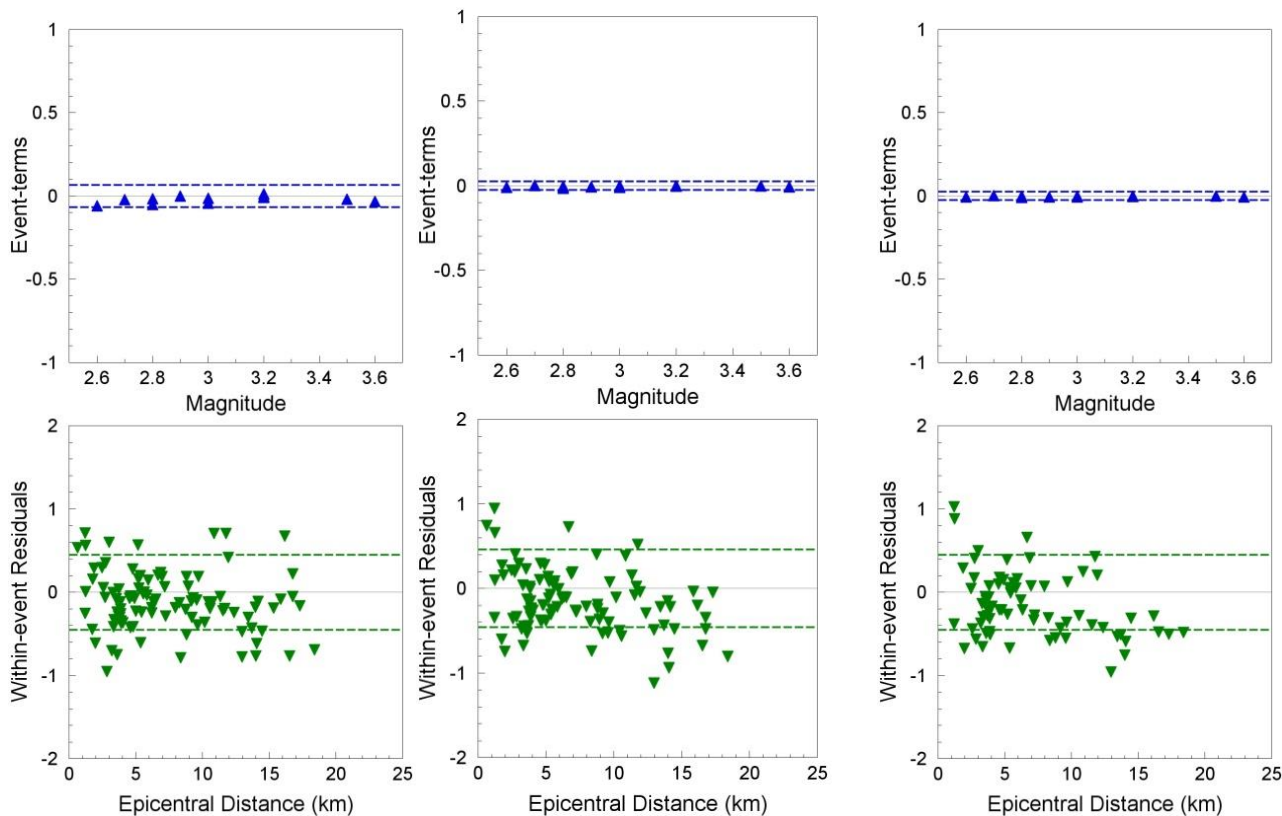 1
0.5
0
-0.5
-1
Event-terms
2.6 2.8 3 3.2 3.4 3.6
Magnitude
1
0.5
0
-0.5
-1
Event-terms
2.6 2.8 3 3.2 3.4 3.6
Magnitude
1
0.5
0
-0.5
-1
Event-terms
2.6 2.8 3 3.2 3.4 3.6
Magnitude
2
1
0
-1
-2
Within-event Residuals
0 5 10 15 20 25
Epicentral Distance (km)
2
1
0
-1
-2
Within-event Residuals
0 5 10 15 20 25
Epicentral Distance (km)
2
1
0
-1
-2
Within-event Residuals
0 5 10 15 20 25
Epicentral Distance (km)